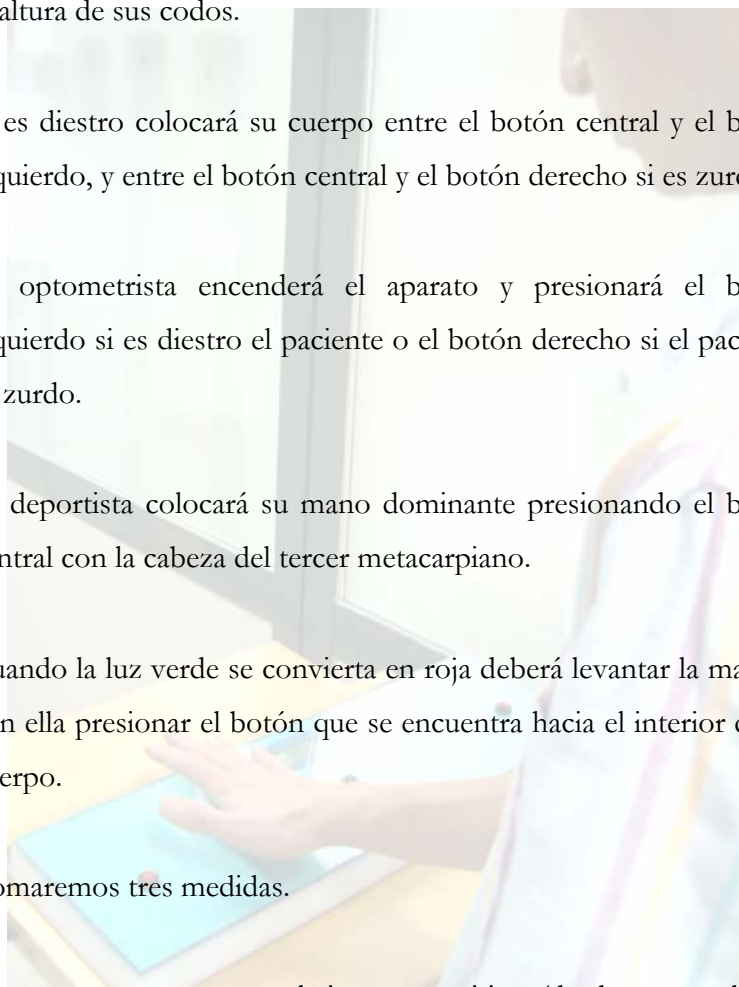 altura de sus codos.
es diestro colocará su cuerpo entre el botón central y el b
quierdo, y entre el botón central y el botón derecho si es zurd
optometrista encenderá el aparato y presionará el b
quierdo si es diestro el paciente o el botón derecho si el pac
zurdo.
deportista colocará su mano dominante presionando el b
ntral con la cabeza del tercer metacarpiano.
uando la luz verde se convierta en roja deberá levantar la ma
n ella presionar el botón que se encuentra hacia el interior d
erpo.
omaremos tres medidas.